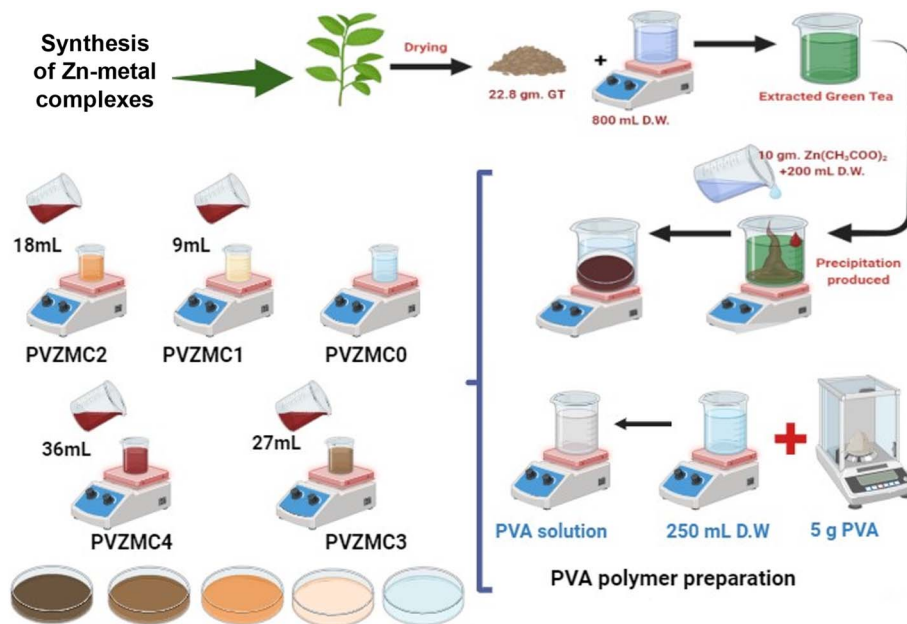 Synthesis
of Zn-metal
complexes
Drying
22.8 gm. GT
+
800 mL D.W.
Extracted Green Tea
10 gm. Zn(CH₃COO)₂
+200 mL D.W.
Precipitation
produced
18mL
9mL
PVZMC2
PVZMC1
PVZMC0
36mL
27mL
PVZMC4
PVZMC3
PVA solution
250 mL D.W
+
5 g PVA
PVA polymer preparation